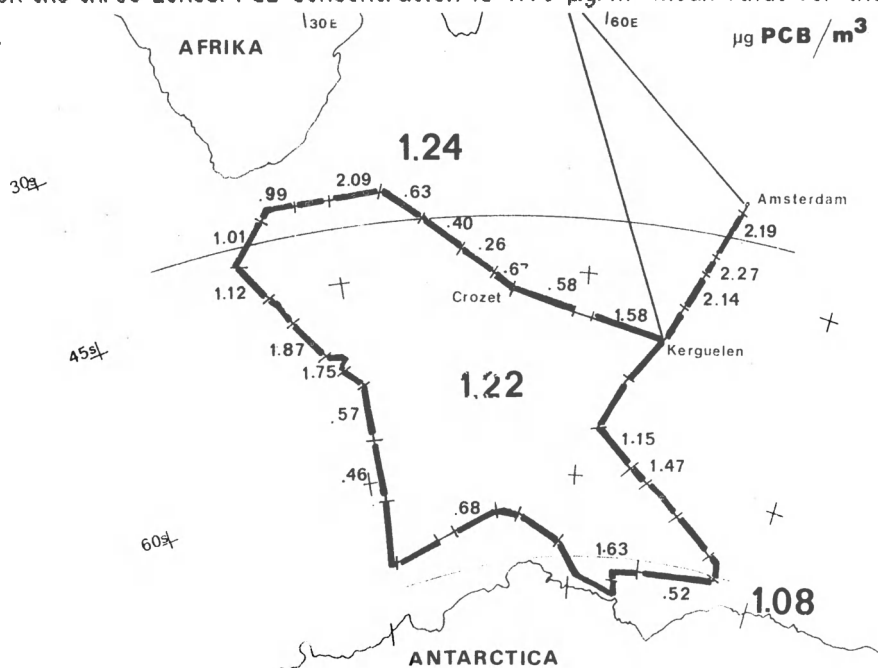 30E
60E
AFRIKA
µg PCB/m³
1.24
30s
.99
2.09
.63
Amsterdam
1.01
.40
2.19
.26
2.27
.67
1.12
.58
2.14
Crozet
1.58
45s
1.87
Kerguelen
1.75
1.22
.57
1.15
.46
1.47
.68
60s
1.63
.52
1.08
ANTARCTICA